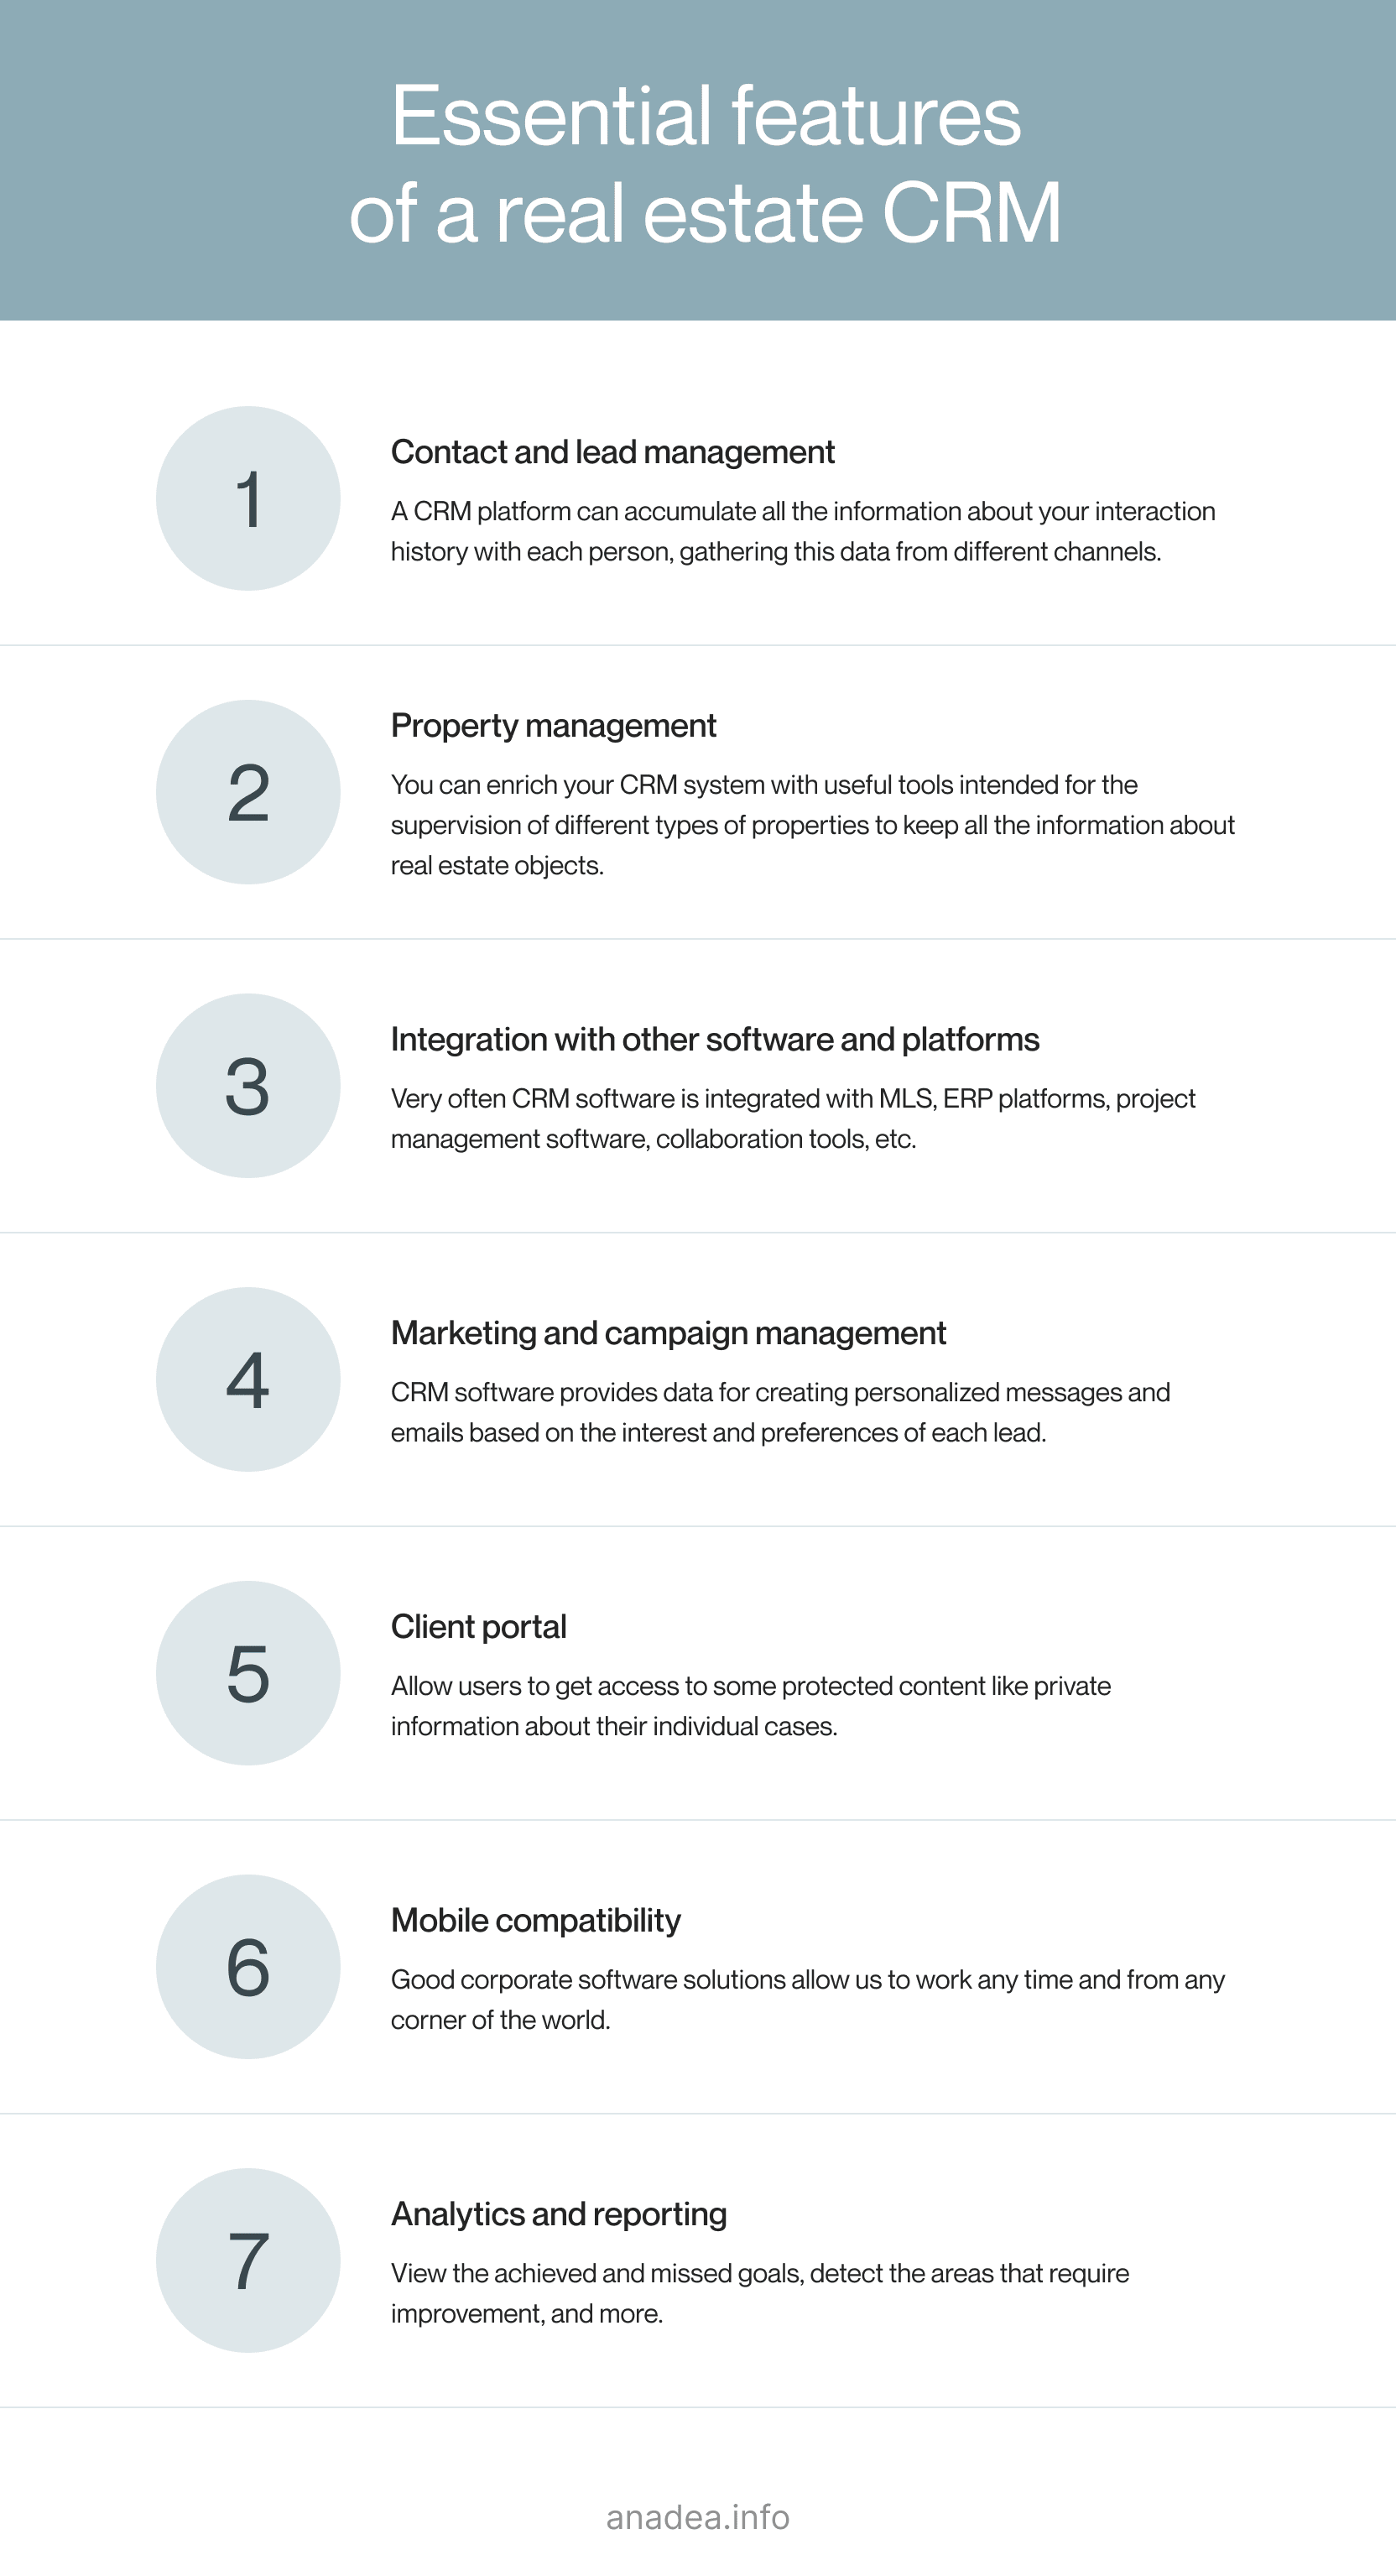 Essential features
of a real estate CRM
1
Contact and lead management
A CRM platform can accumulate all the information about your interaction
history with each person, gathering this data from different channels.
2
Property management
You can enrich your CRM system with useful tools intended for the
supervision of different types of properties to keep all the information about
real estate objects.
3
Integration with other software and platforms
Very often CRM software is integrated with MLS, ERP platforms, project
management software, collaboration tools, etc.
4
Marketing and campaign management
CRM software provides data for creating personalized messages and
emails based on the interest and preferences of each lead.
5
Client portal
Allow users to get access to some protected content like private
information about their individual cases.
6
Mobile compatibility
Good corporate software solutions allow us to work any time and from any
corner of the world.
7
Analytics and reporting
View the achieved and missed goals, detect the areas that require
improvement, and more.
anadea.info